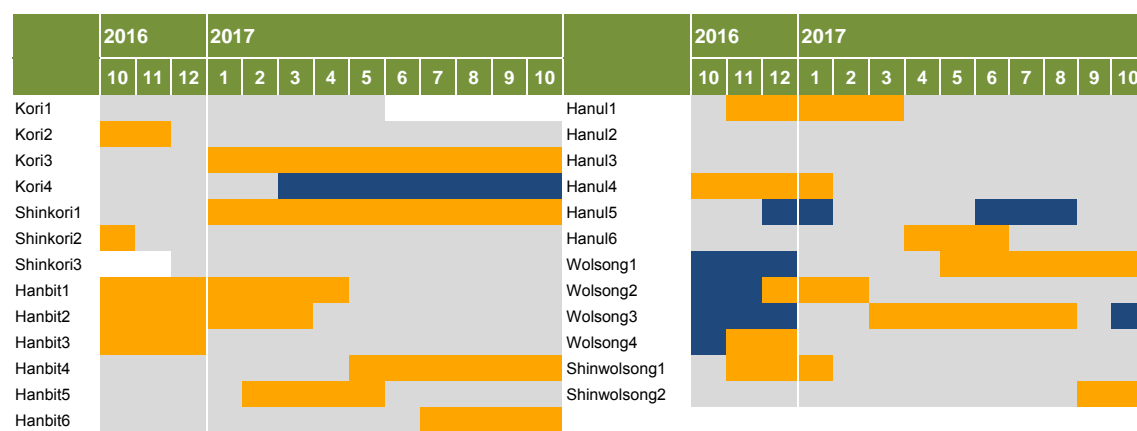 2016 2017 2016 2017
10 11 12 1 2 3 4 5 6 7 8 9 10 10 11 12 1 2 3 4 5 6 7 8 9 10
Kori1 Hanul1
Kori2 Hanul2
Kori3 Hanul3
Kori4 Hanul4
Shinkori1 Hanul5
Shinkori2 Hanul6
Shinkori3 Wolsong1
Hanbit1 Wolsong2
Hanbit2 Wolsong3
Hanbit3 Wolsong4
Hanbit4 Shinwolsong1
Hanbit5 Shinwolsong2
Hanbit6